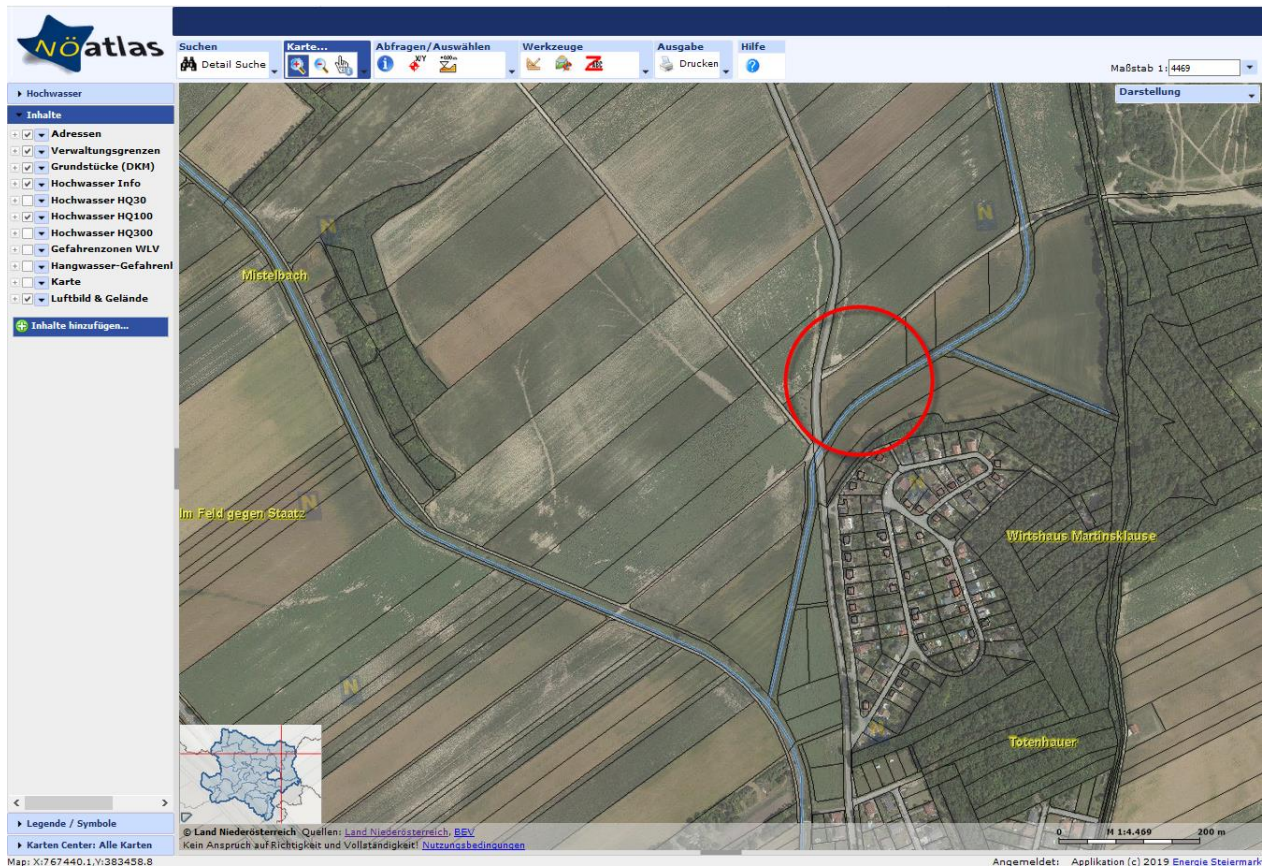 Nöatlas
Suchen
Karte...
Abfragen/Auswählen
Werkzeuge
Ausgabe
Hilfe
Detail Suche
X/Y
Drucken
Maßstab 1: 4469
Hochwasser
Darstellung
Inhalte
Adressen
Verwaltungsgrenzen
Grundstücke (DKM)
Hochwasser Info
Hochwasser HQ30
Hochwasser HQ100
Hochwasser HQ300
Gefahrenzonen WLV
Hangwasser-Gefahrenl
Karte
Luftbild & Gelände
Inhalte hinzufügen...
N
N
Mistelbach
N
Im Feld gegen Staatz
Wirtshaus Martinsklause
N
Totenhauer
Legende / Symbole
Karten Center: Alle Karten
© Land Niederösterreich Quellen: Land Niederösterreich, BEV
Kein Anspruch auf Richtigkeit und Vollständigkeit! Nutzungsbedingungen
0 M 1:4.469 200 m
Map: X:767440.1,Y:383458.8
Angemeldet: Applikation (c) 2019 Energie Steiermark